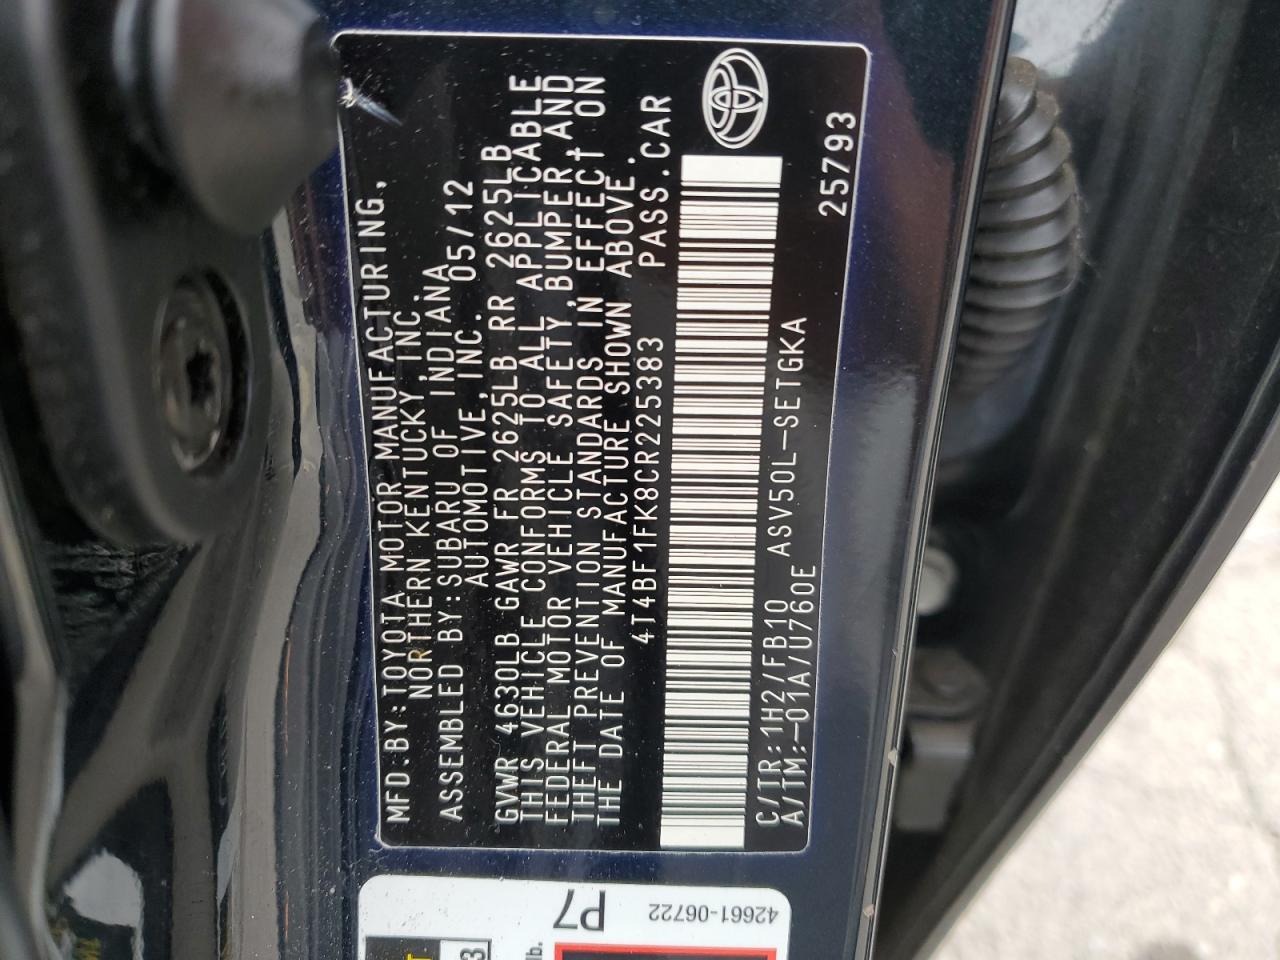 MFD.BY:TOYOTA MOTOR MANUFACTURING,
NORTHERN KENTUCKY,INC.
ASSEMBLED BY:SUBARU OF INDIANA
AUTOMOTIVE,INC. 05/12
GVWR 4630LB GAWR FR 2625LB RR 2625LB
THIS VEHICLE CONFORMS TO ALL APPLICABLE
FEDERAL MOTOR VEHICLE SAFETY,BUMPER,AND
THEFT PREVENTION STANDARDS IN EFFECT ON
THE DATE OF MANUFACTURE SHOWN ABOVE.
4T4BF1FK8CR225383 PASS.CAR
C/TR:1H2/FB10 ASV50L-SETGKA
A/TM:-01A/U760E
25793
42661-06722
P7
lb.
3